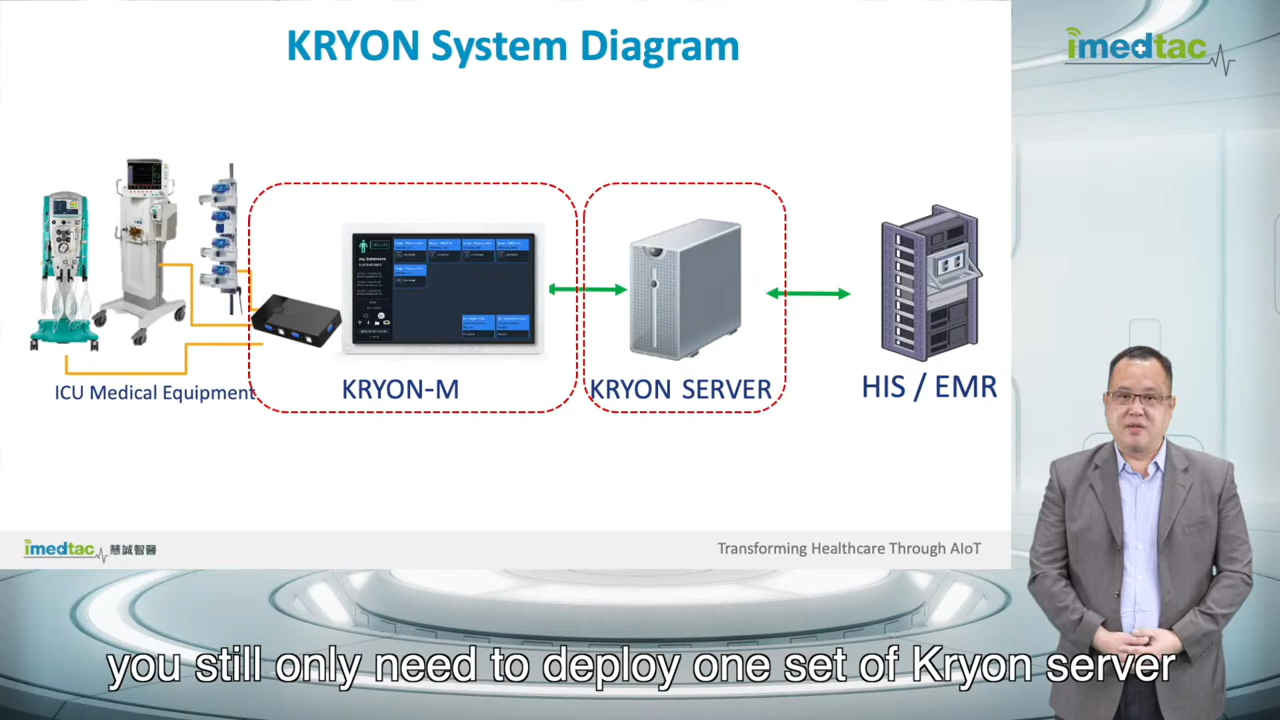 KRYON System Diagram
imedtac
ICU Medical Equipment
KRYON-M
KRYON SERVER
HIS / EMR
imedtac 慧誠智醫
Transforming Healthcare Through AIoT
you still only need to deploy one set of Kryon server